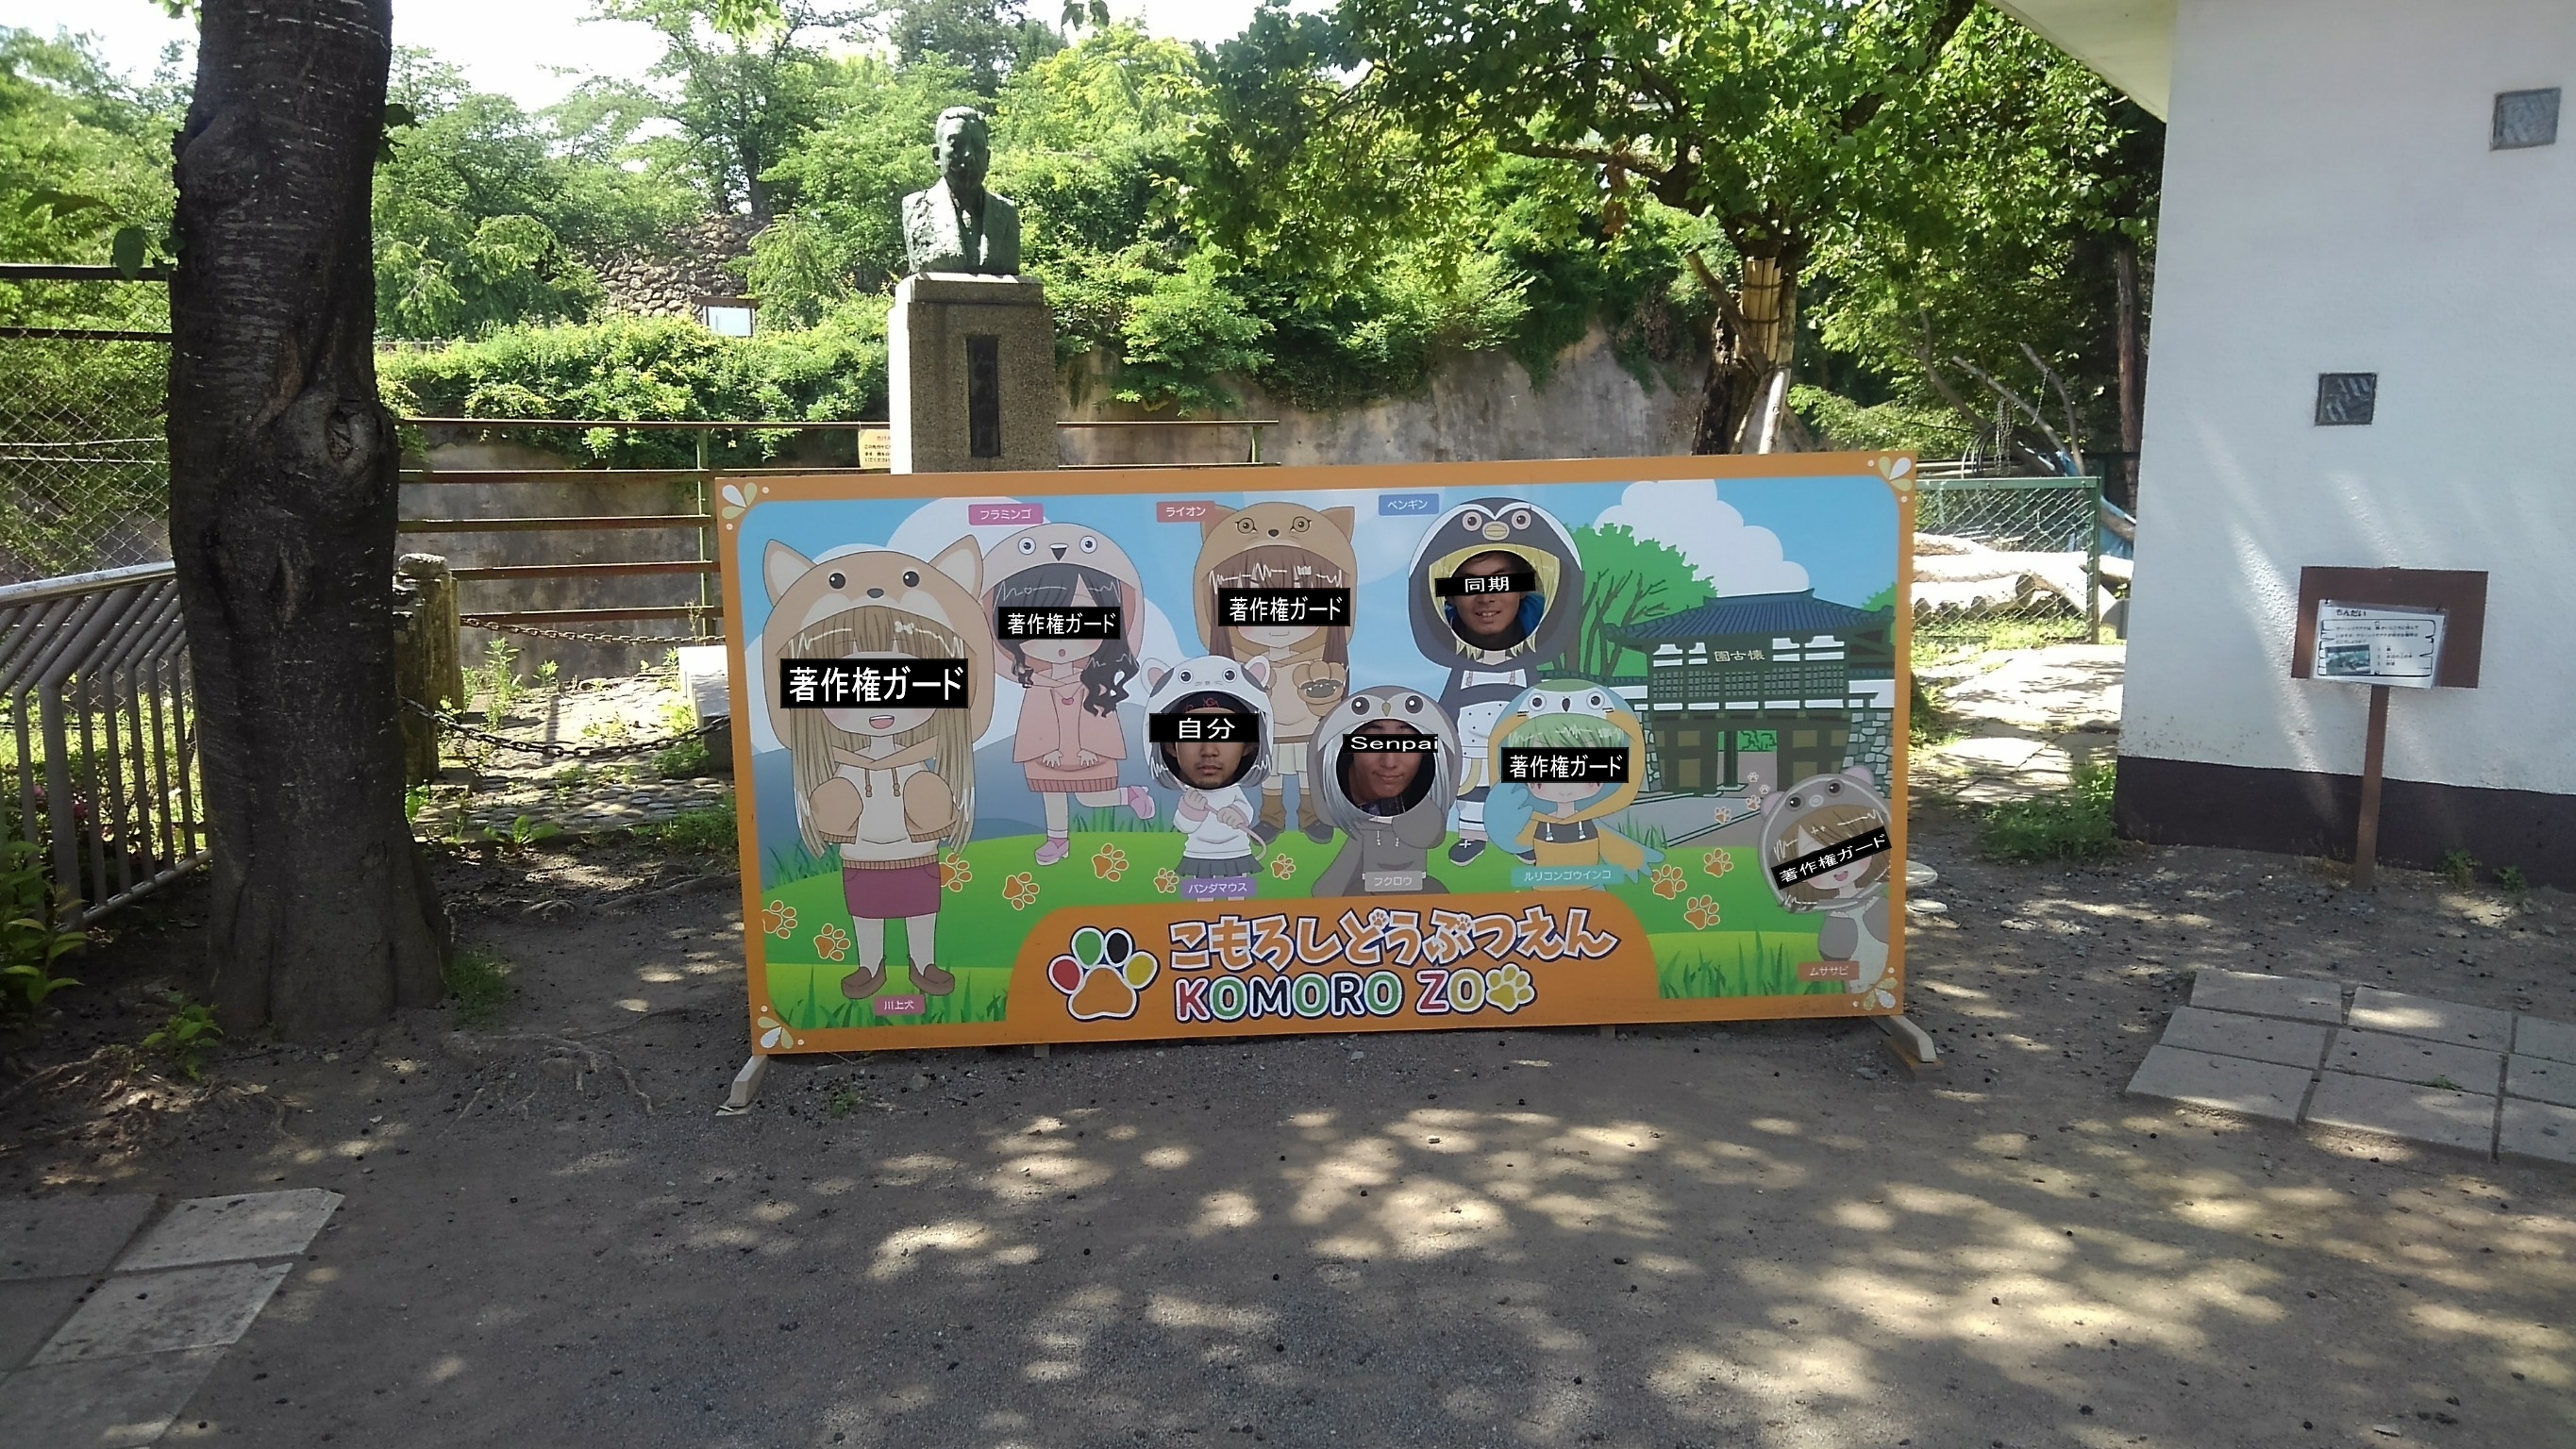 フラミンゴ
ライオン
ペンギン
同期
著作権ガード
著作権ガード
著作権ガード
自分
Senpai
著作権ガード
著作権ガード
園古懐
パンダマウス
フクロウ
ルリコンゴウインコ
川上犬
ムササビ
こもろしどうぶつえん
KOMORO ZOO